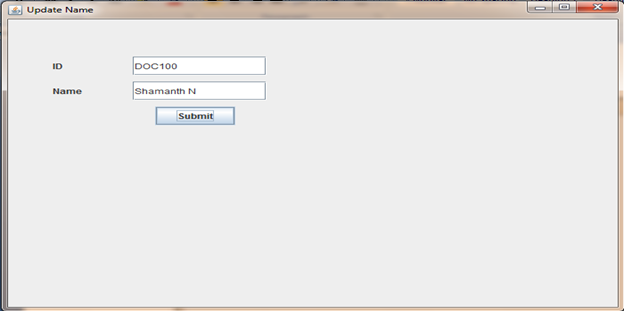 Update Name
ID DOC100
Name Shamanth N
Submit